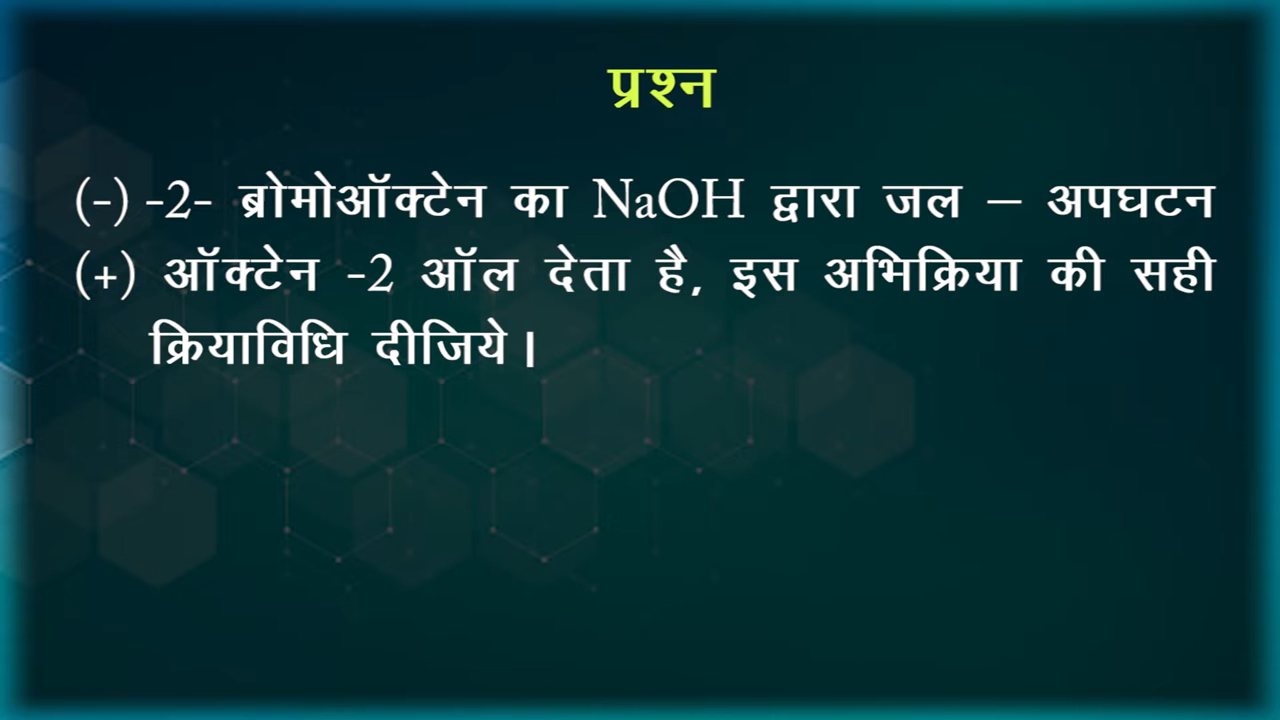 प्रश्न
(-) -2- ब्रोमोऑक्टेन का NaOH द्वारा जल – अपघटन
(+) ऑक्टेन -2 ऑल देता है, इस अभिक्रिया की सही
क्रियाविधि दीजिये।